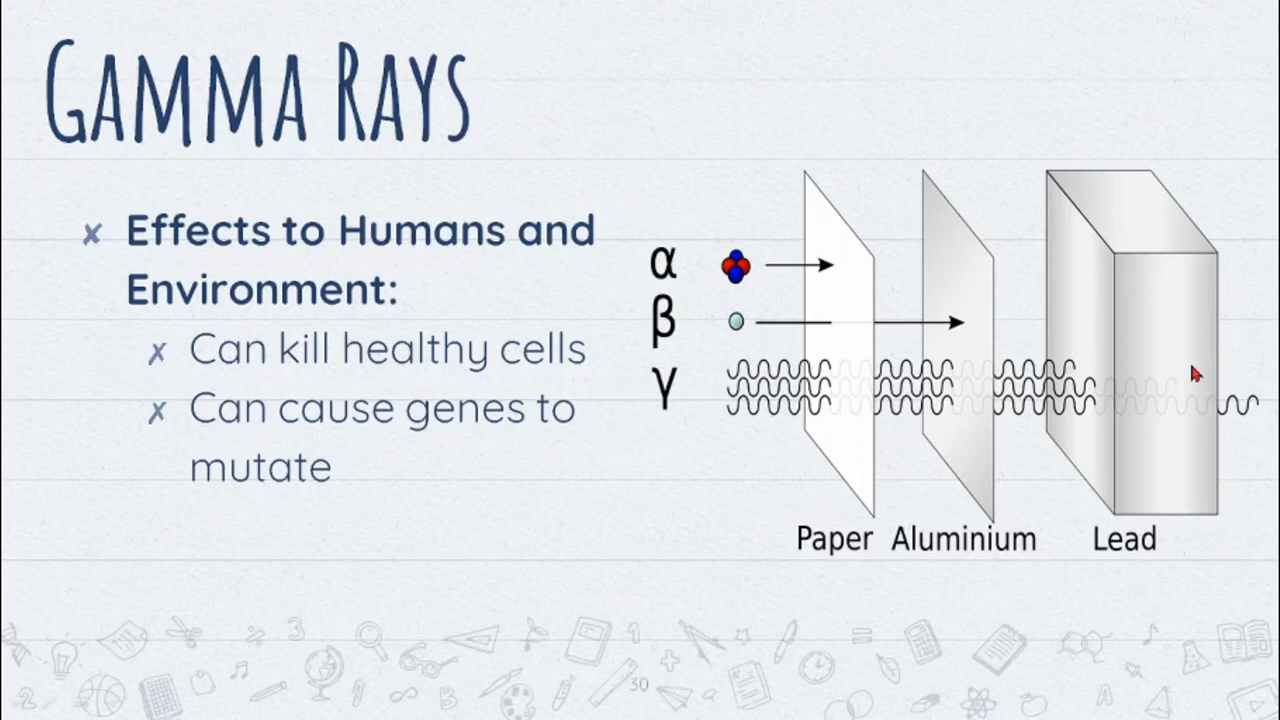 GAMMA RAYS
Effects to Humans and
Environment:
Can kill healthy cells
Can cause genes to
mutate
α
β
γ
Paper Aluminium Lead
30